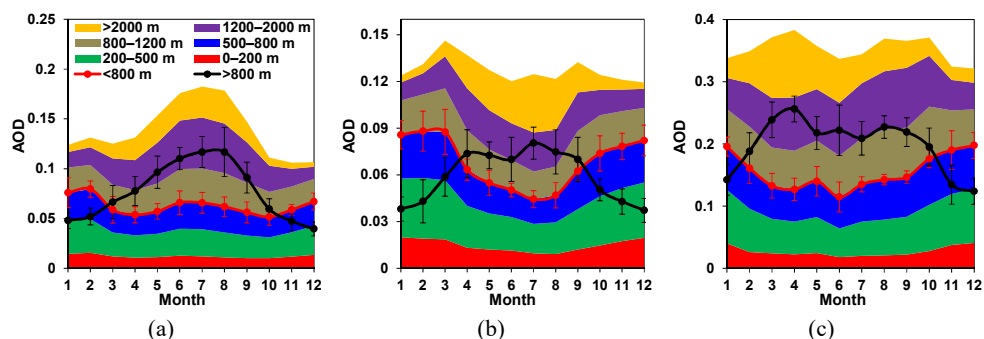 0.25
0.2
0.15
0.1
0.05
0
AOD
>2000 m
1200–2000 m
800–1200 m
500–800 m
200–500 m
0–200 m
<800 m
>800 m
1 2 3 4 5 6 7 8 9 10 11 12
Month
(a)
0.15
0.12
0.09
0.06
0.03
0
AOD
1 2 3 4 5 6 7 8 9 10 11 12
Month
(b)
0.4
0.3
0.2
0.1
0
AOD
1 2 3 4 5 6 7 8 9 10 11 12
Month
(c)